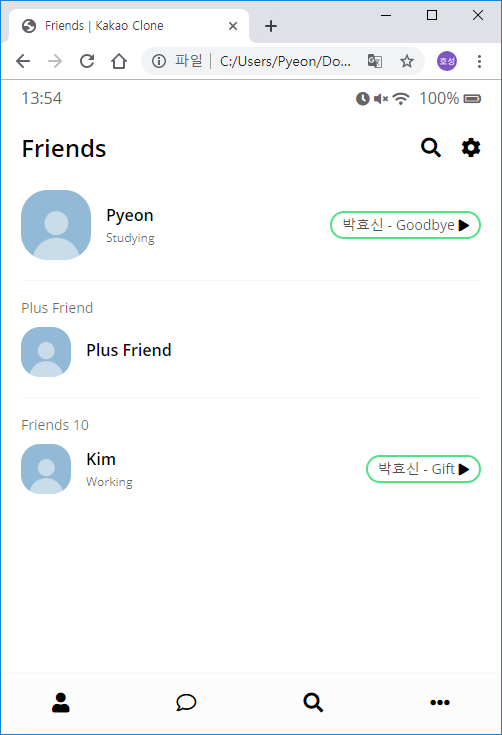 Friends | Kakao Clone
파일 | C:/Users/Pyeon/Do...
호성
13:54
100%
Friends
Pyeon
Studying
박효신 - Goodbye
Plus Friend
Plus Friend
Friends 10
Kim
Working
박효신 - Gift